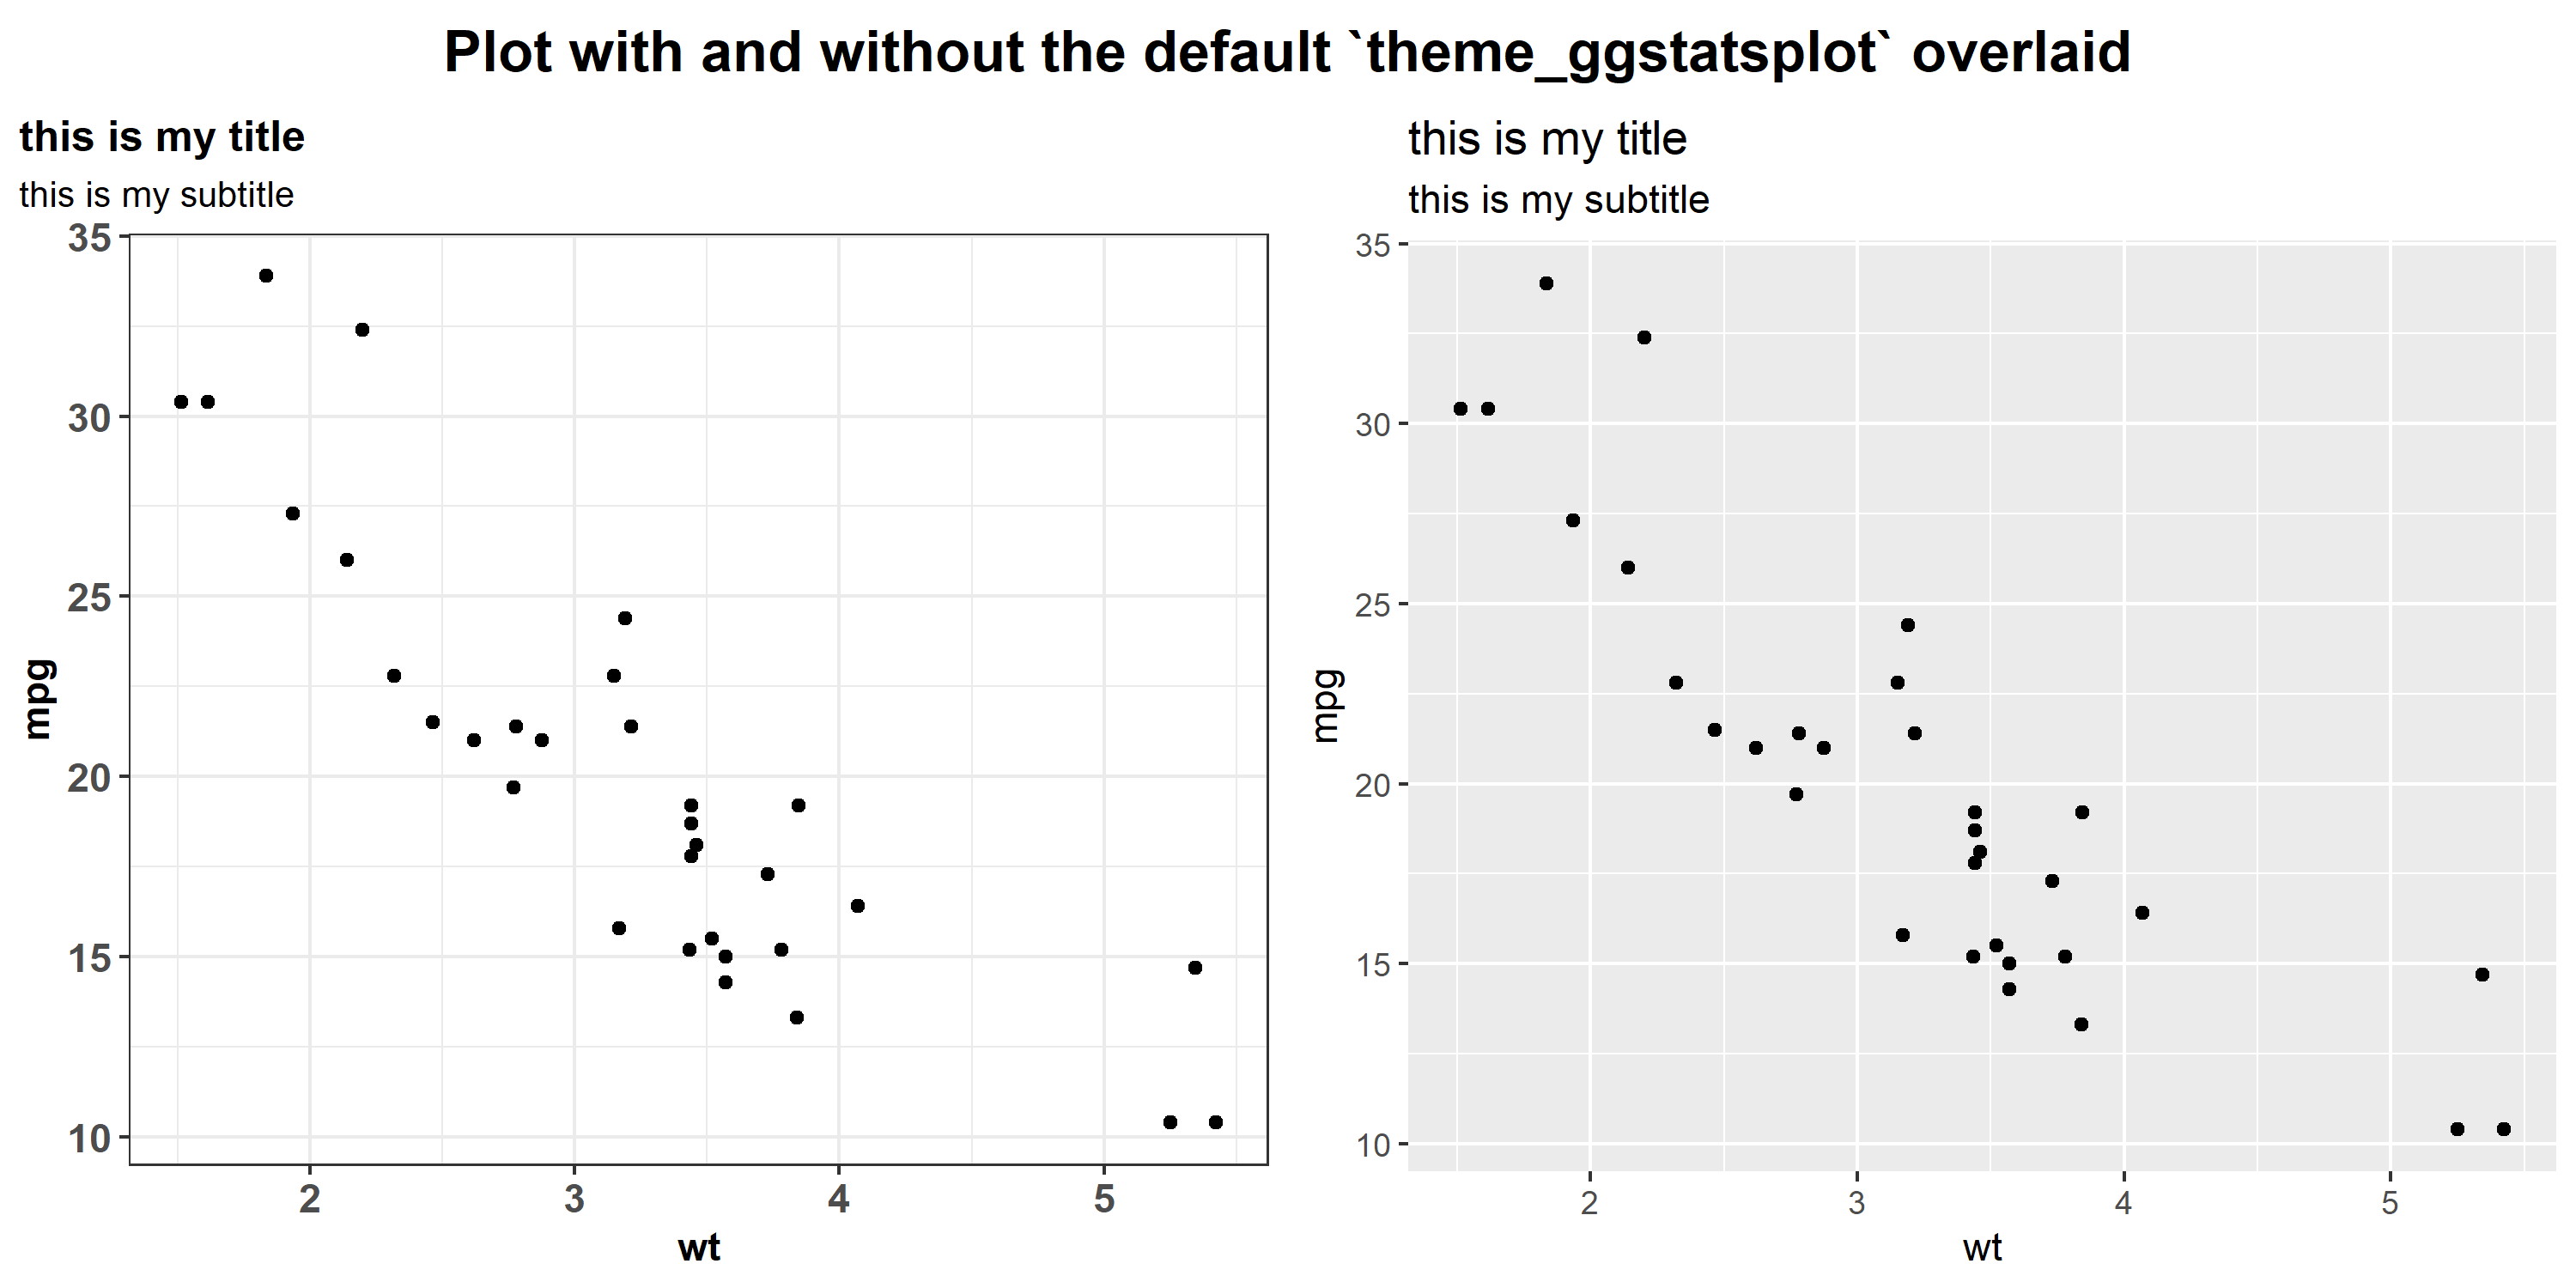 Plot with and without the default `theme_ggstatsplot` overlaid
this is my title
this is my subtitle
35
30
25
20
15
10
mpg
2 3 4 5
wt
this is my title
this is my subtitle
35
30
25
20
15
10
mpg
2 3 4 5
wt